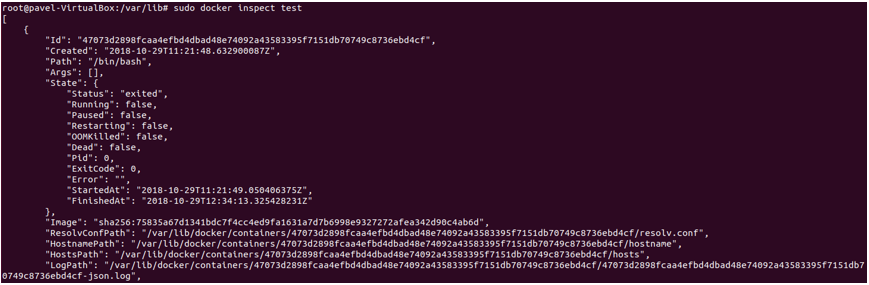 root@pavel-VirtualBox:/var/lib# sudo docker inspect test
[
    {
        "Id": "47073d2898fcaa4efbd4dbad48e74092a43583395f7151db70749c8736ebd4cf",
        "Created": "2018-10-29T11:21:48.632900087Z",
        "Path": "/bin/bash",
        "Args": [],
        "State": {
            "Status": "exited",
            "Running": false,
            "Paused": false,
            "Restarting": false,
            "OOMKilled": false,
            "Dead": false,
            "Pid": 0,
            "ExitCode": 0,
            "Error": "",
            "StartedAt": "2018-10-29T11:21:49.050406375Z",
            "FinishedAt": "2018-10-29T12:34:13.325428231Z"
        },
        "Image": "sha256:75835a67d1341bdc7f4cc4ed9fa1631a7d7b6998e9327272afea342d90c4ab6d",
        "ResolvConfPath": "/var/lib/docker/containers/47073d2898fcaa4efbd4dbad48e74092a43583395f7151db70749c8736ebd4cf/resolv.conf",
        "HostnamePath": "/var/lib/docker/containers/47073d2898fcaa4efbd4dbad48e74092a43583395f7151db70749c8736ebd4cf/hostname",
        "HostsPath": "/var/lib/docker/containers/47073d2898fcaa4efbd4dbad48e74092a43583395f7151db70749c8736ebd4cf/hosts",
        "LogPath": "/var/lib/docker/containers/47073d2898fcaa4efbd4dbad48e74092a43583395f7151db70749c8736ebd4cf/47073d2898fcaa4efbd4dbad48e74092a43583395f7151db7
0749c8736ebd4cf-json.log",